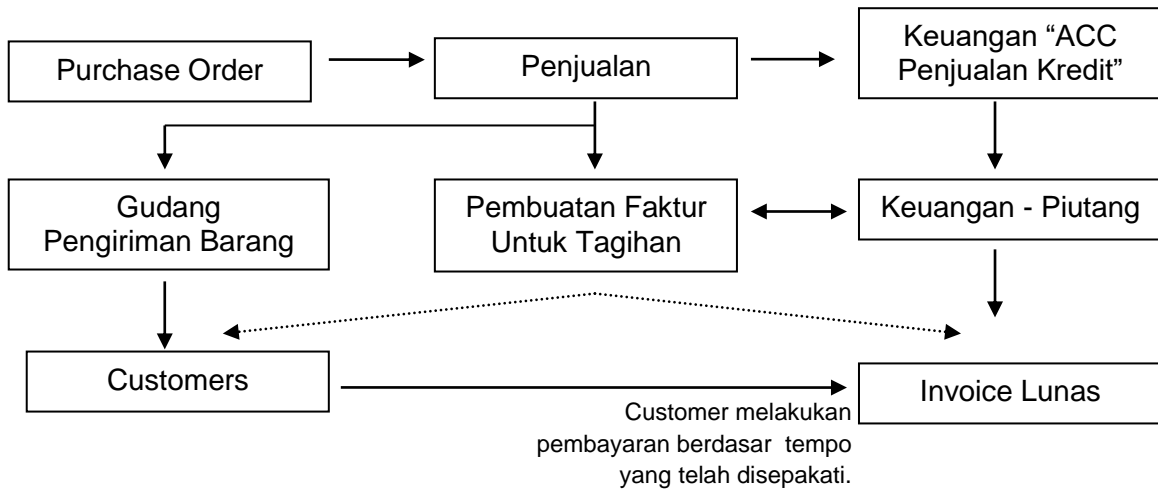 Purchase Order
Penjualan
Keuangan “ACC
Penjualan Kredit”
Gudang
Pengiriman Barang
Pembuatan Faktur
Untuk Tagihan
Keuangan - Piutang
Customers
Invoice Lunas
Customer melakukan
pembayaran berdasar tempo
yang telah disepakati.